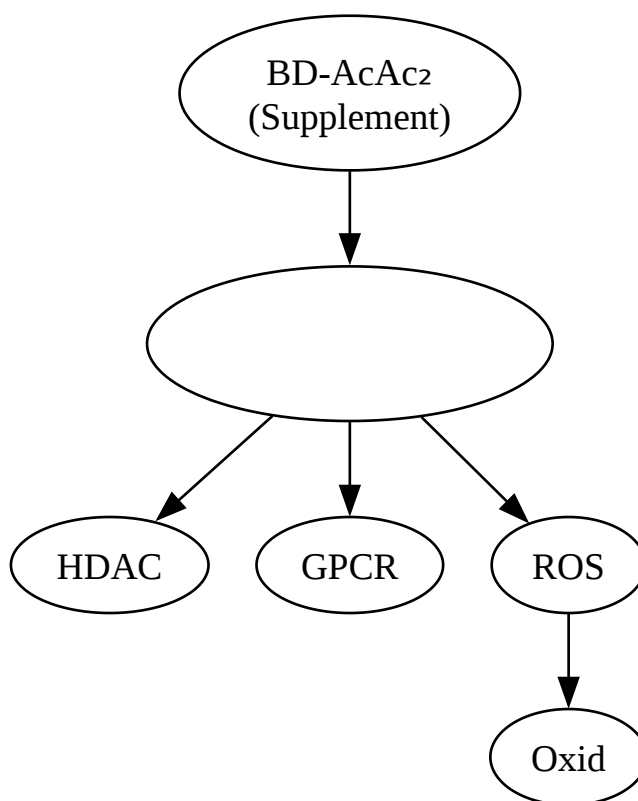 BD-AcAc₂
(Supplement)
HDAC
GPCR
ROS
Oxid